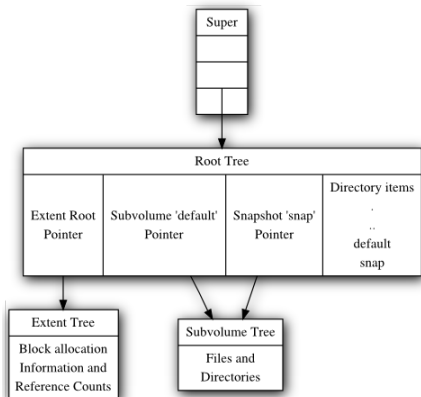 Super
Root Tree
Extent Root
Pointer
Subvolume 'default'
Pointer
Snapshot 'snap'
Pointer
Directory items
.
..
default
snap
Extent Tree
Block allocation
Information and
Reference Counts
Subvolume Tree
Files and
Directories